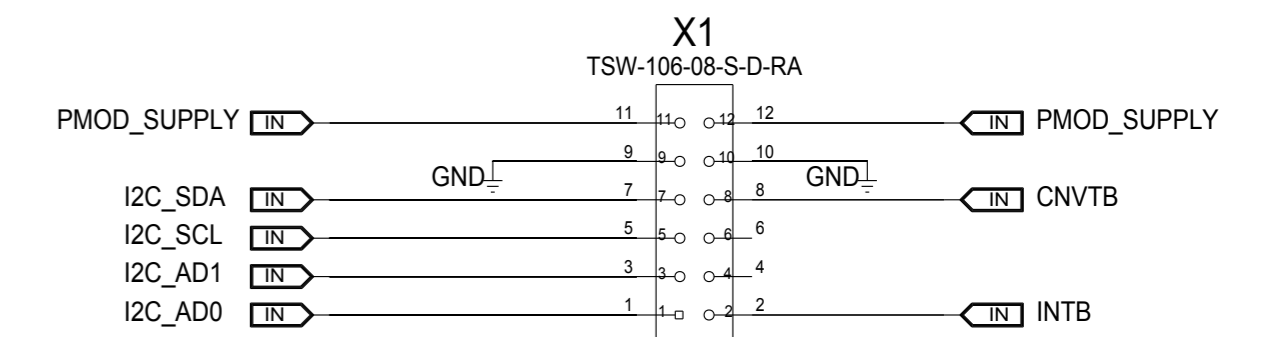 X1
TSW-106-08-S-D-RA
PMOD_SUPPLY IN 11 11 12 12 IN PMOD_SUPPLY
GND 9 9 10 10 GND
I2C_SDA IN 7 7 8 8 IN CNVTB
I2C_SCL IN 5 5 6 6
I2C_AD1 IN 3 3 4 4
I2C_AD0 IN 1 1 2 2 IN INTB